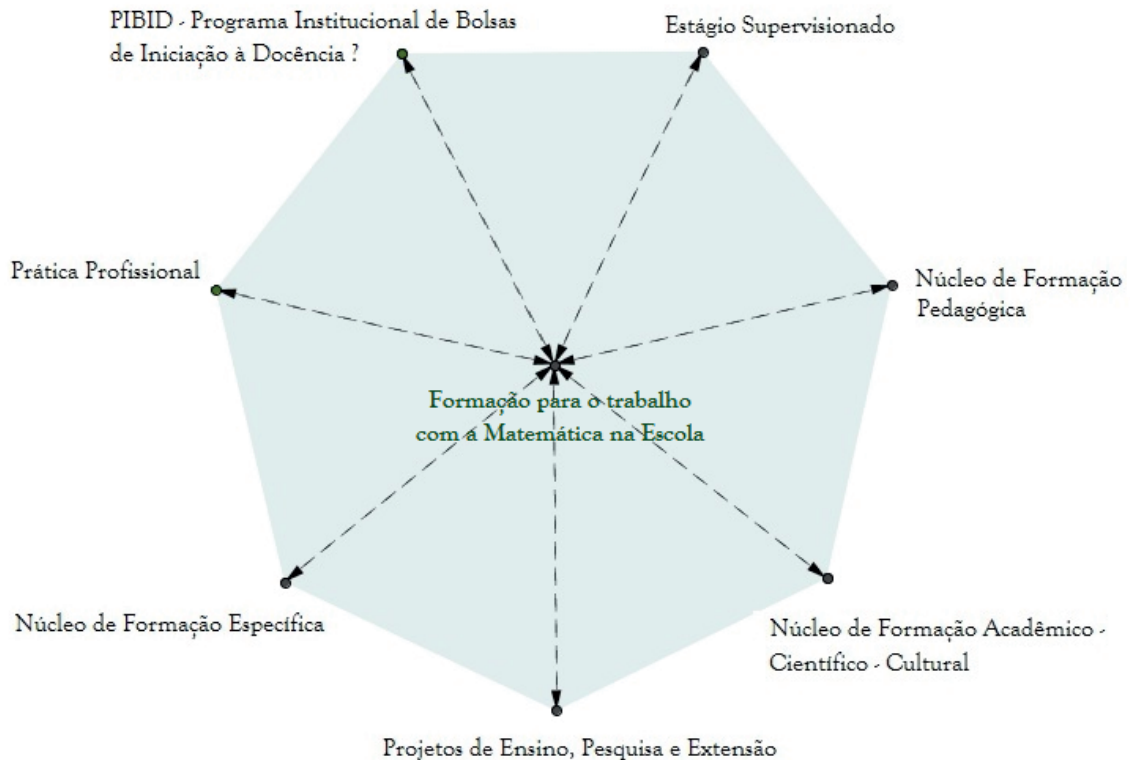 PIBID - Programa Institucional de Bolsas
de Iniciação à Docência ?
Estágio Supervisionado
Prática Profissional
Núcleo de Formação
Pedagógica
Formação para o trabalho
com a Matemática na Escola
Núcleo de Formação Específica
Núcleo de Formação Acadêmico -
Científico - Cultural
Projetos de Ensino, Pesquisa e Extensão